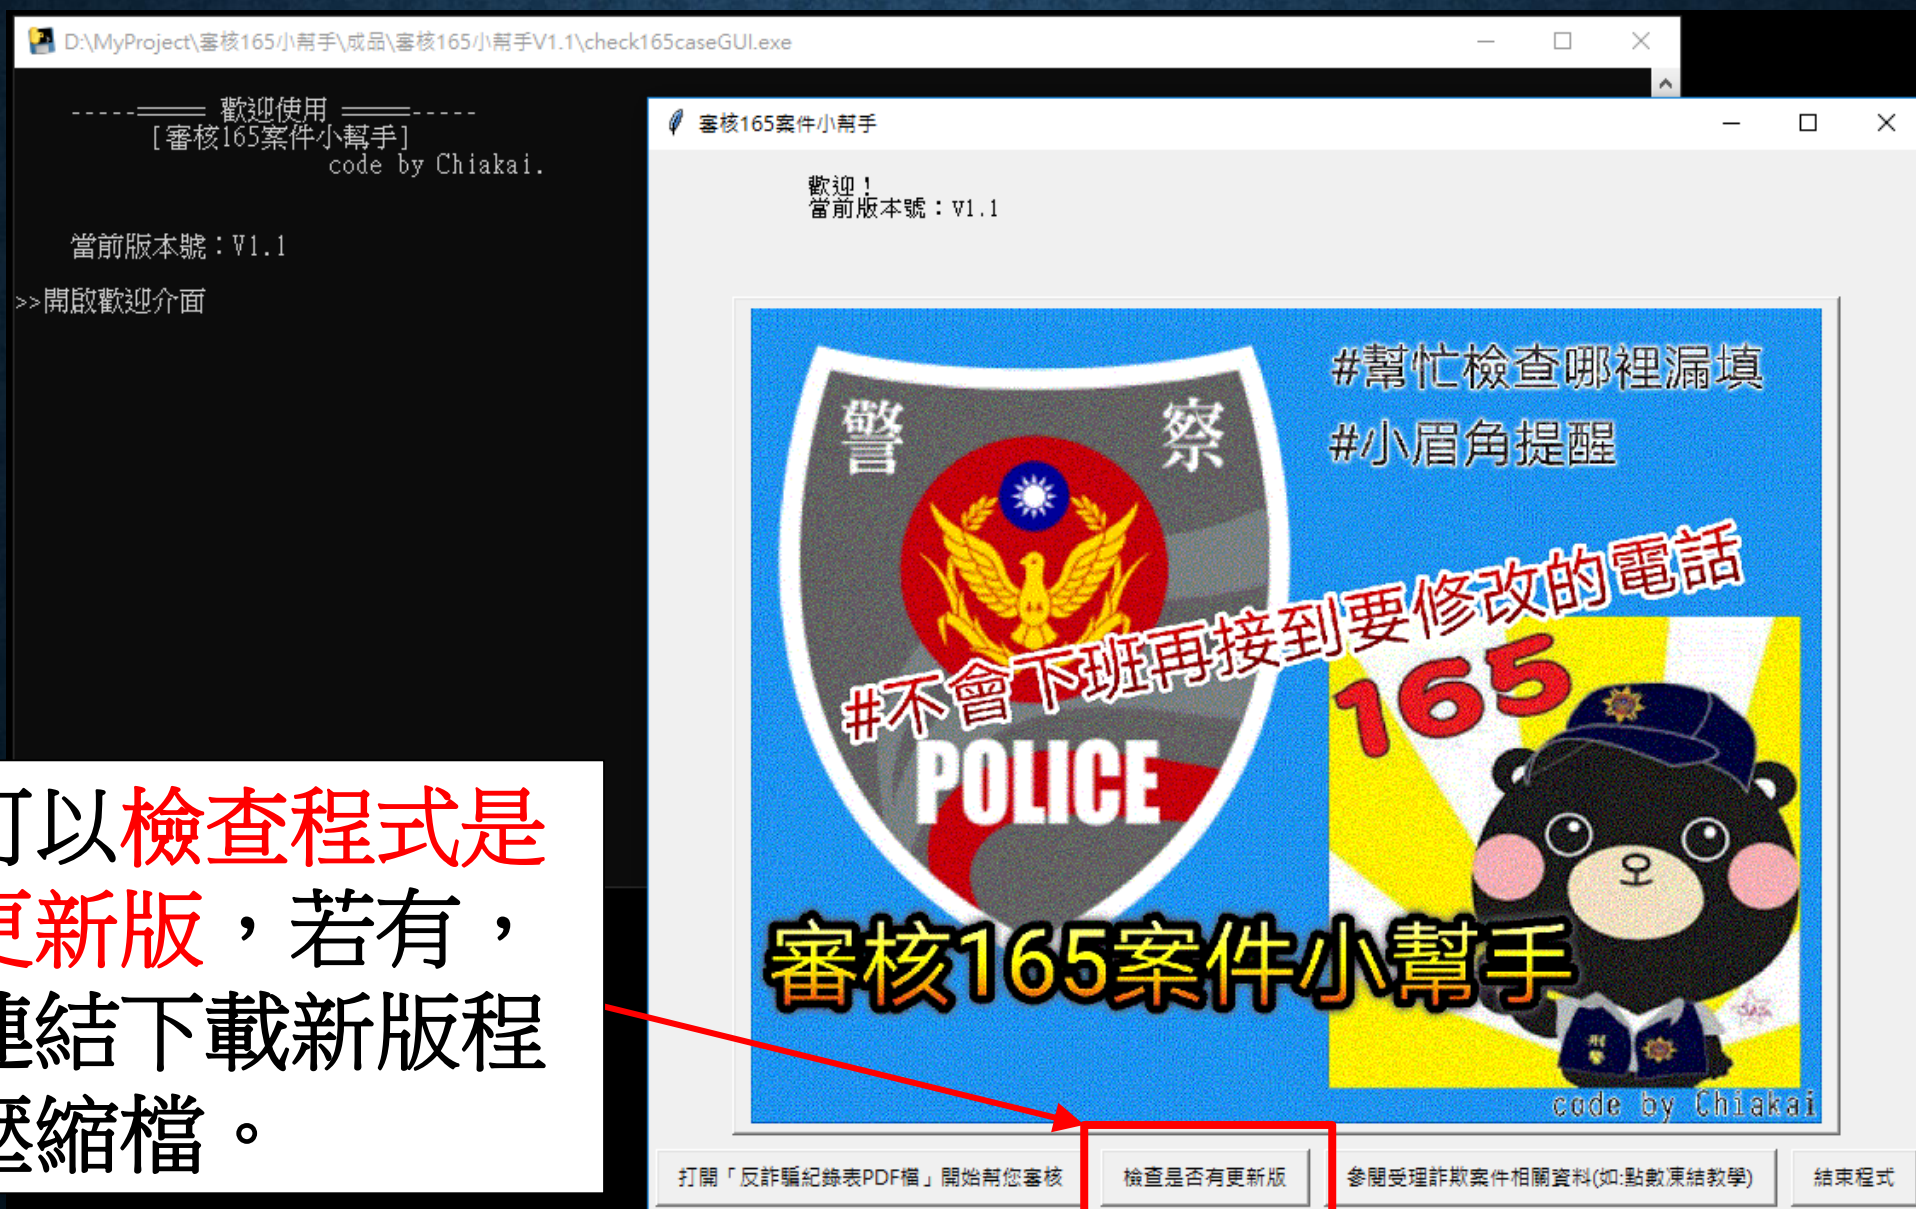 D:\MyProject\審核165小幫手\成品\審核165小幫手V1.1\check165caseGUI.exe
-----═════ 歡迎使用 ═════-----
[審核165案件小幫手]
code by Chiakai.
當前版本號：V1.1
>>開啟歡迎介面
審核165案件小幫手
歡迎！
當前版本號：V1.1
警 察
#幫忙檢查哪裡漏填
#小眉角提醒
#不會下班再接到要修改的電話
165
POLICE
審核165案件小幫手
刑警
code by Chiakai
可以檢查程式是
更新版，若有，
連結下載新版程
壓縮檔。
打開「反詐騙紀錄表PDF檔」開始幫您審核
檢查是否有更新版
參閱受理詐欺案件相關資料(如:點數凍結教學)
結束程式